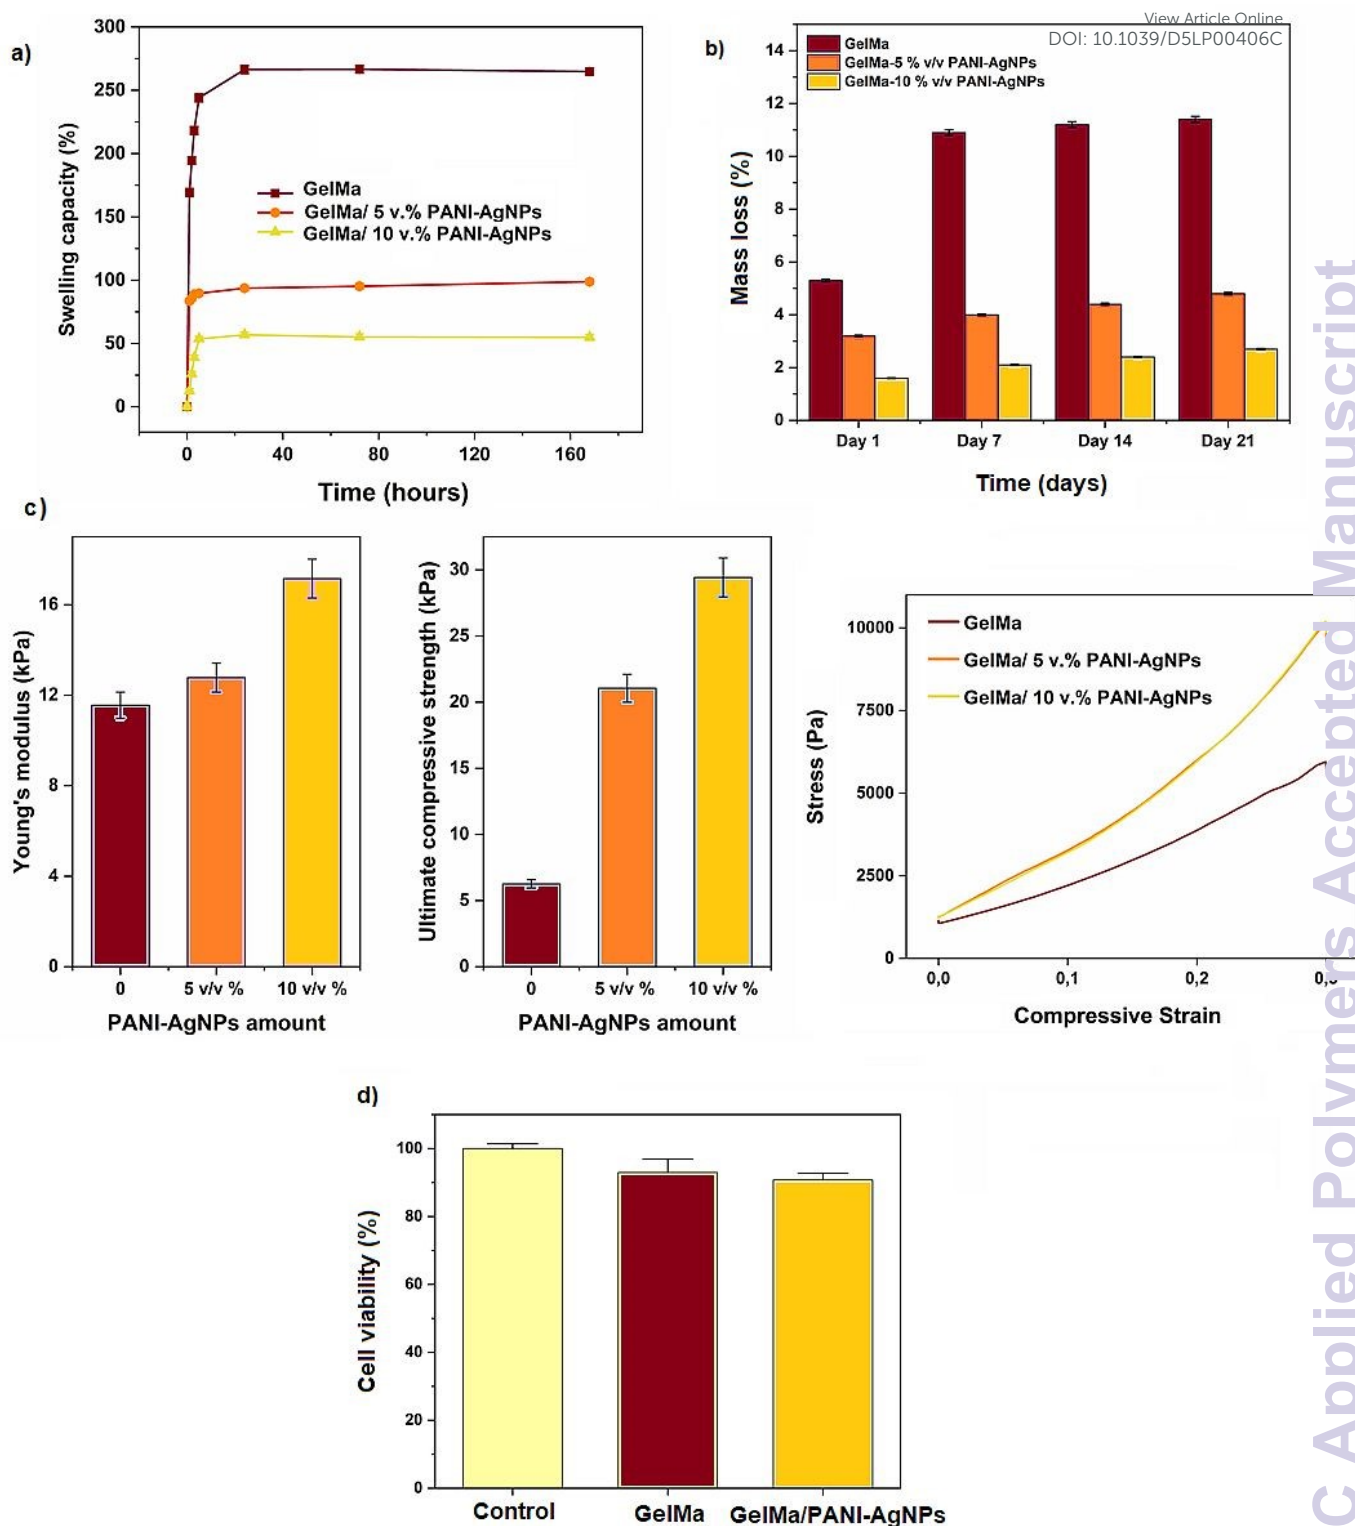 View Article Online
DOI: 10.1039/D5LP00406C
a)
300
250
200
150
100
50
0
Swelling capacity (%)
GelMa
GelMa/ 5 v.% PANI-AgNPs
GelMa/ 10 v.% PANI-AgNPs
0 40 80 120 160
Time (hours)
b)
14
12
10
8
6
4
2
0
Mass loss (%)
GelMa
GelMa-5 % v/v PANI-AgNPs
GelMa-10 % v/v PANI-AgNPs
Day 1 Day 7 Day 14 Day 21
Time (days)
c)
16
12
8
4
0
Young's modulus (kPa)
0 5 v/v % 10 v/v %
PANI-AgNPs amount
30
25
20
15
10
5
0
Ultimate compressive strength (kPa)
0 5 v/v % 10 v/v %
PANI-AgNPs amount
10000
7500
5000
2500
0
Stress (Pa)
GelMa
GelMa/ 5 v.% PANI-AgNPs
GelMa/ 10 v.% PANI-AgNPs
0,0 0,1 0,2
Compressive Strain
d)
100
80
60
40
20
0
Cell viability (%)
Control GelMa GelMa/PANI-AgNPs
C Applied Polymers Accepted Manuscript